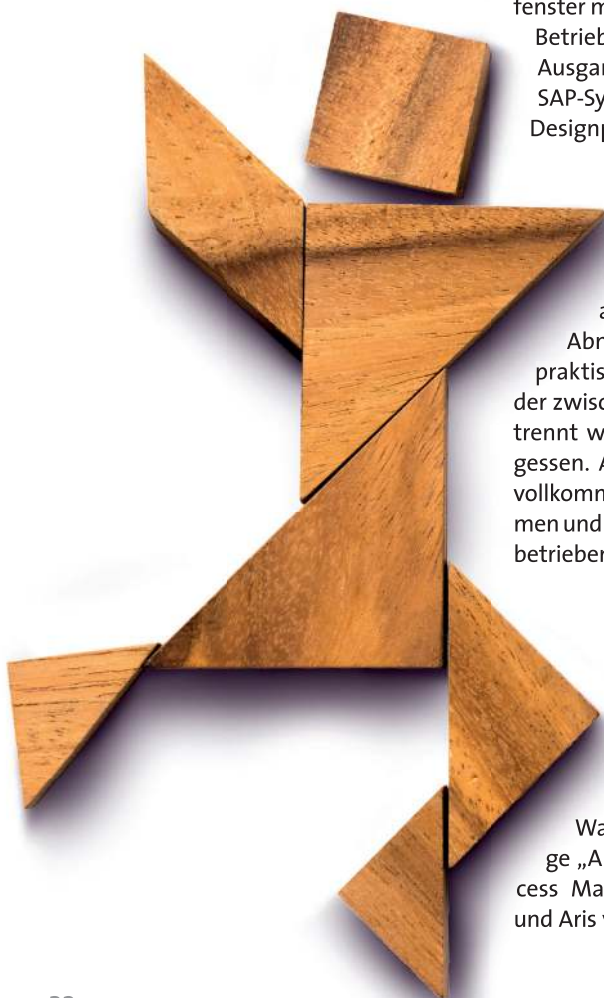 fenster m
Betrieb
Ausgar
SAP-Sy
Designp
a
Abr
praktis
der zwisc
trennt w
gessen. A
vollkomm
men und
betrieber
Wa
ge „A
cess Ma
und Aris v